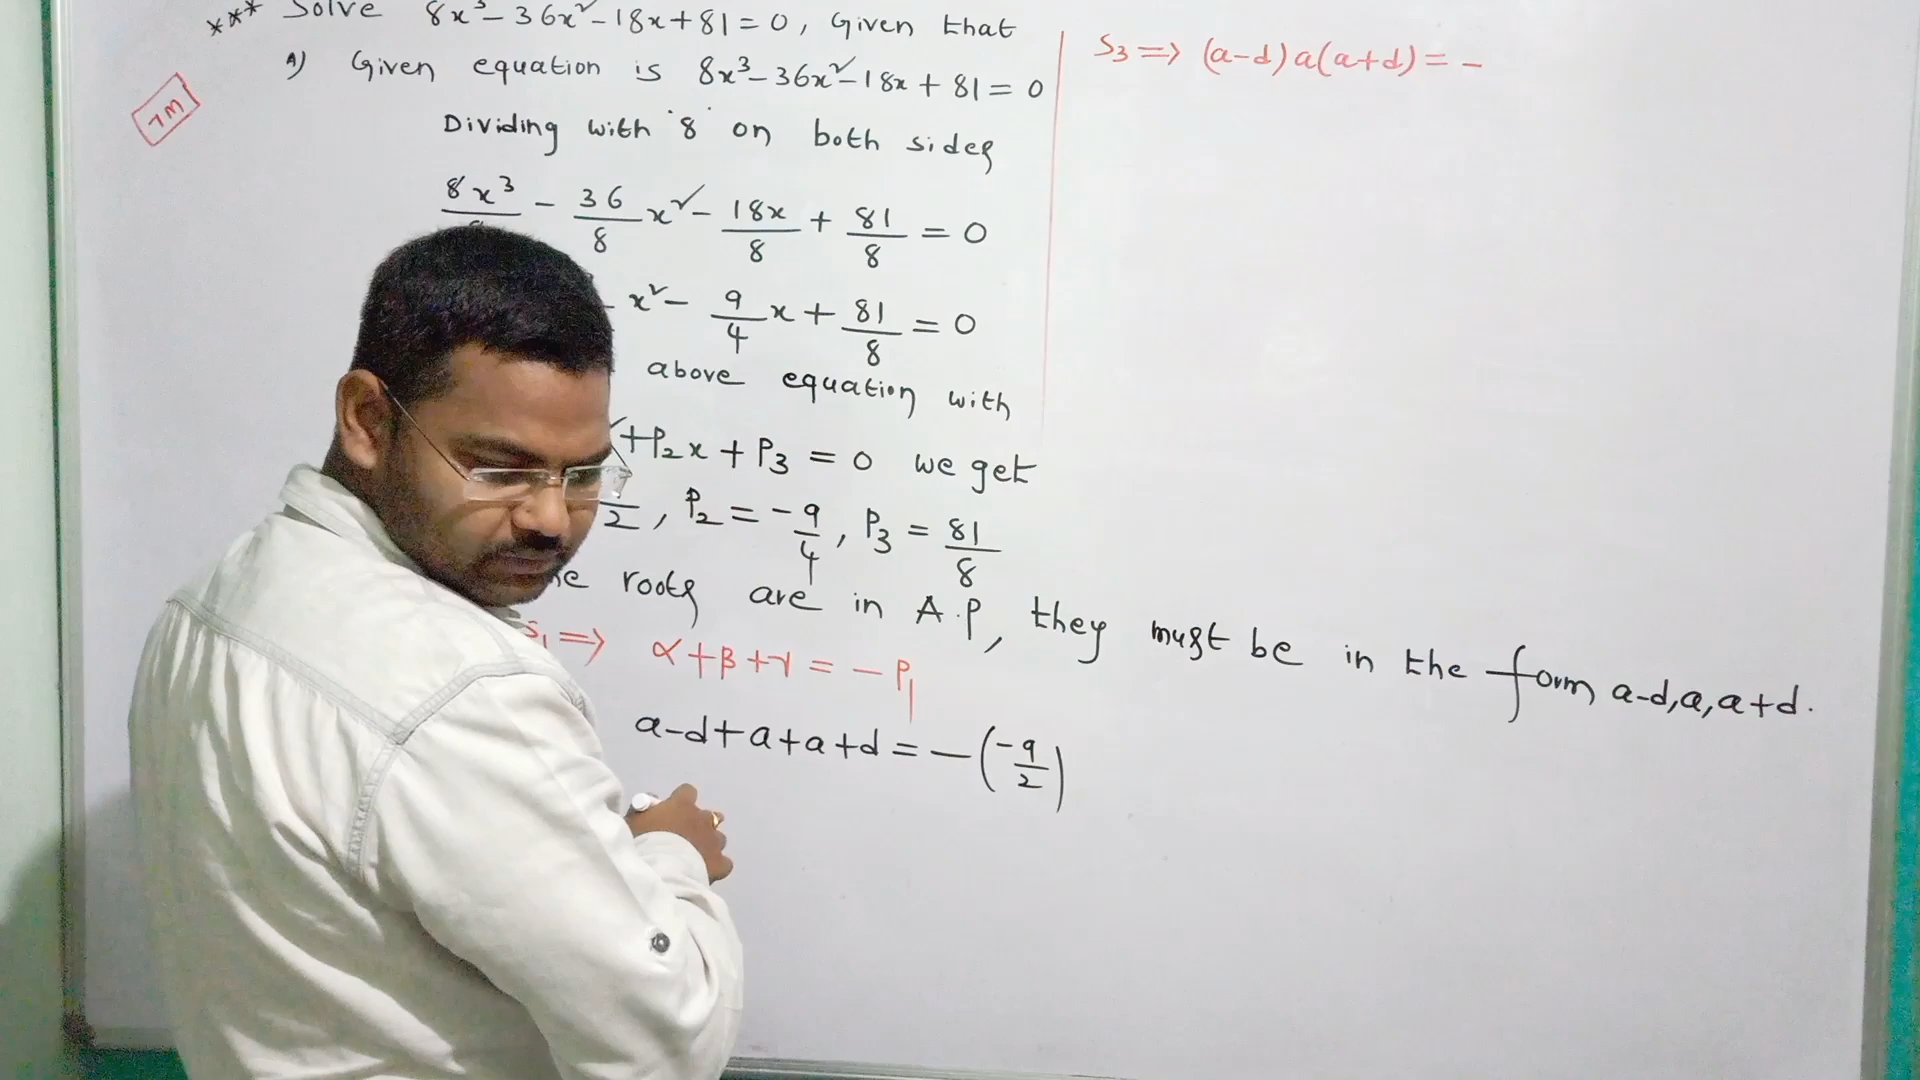 *** Solve 8x³-36x²-18x+81=0, Given that
A) Given equation is 8x³-36x²-18x+81=0
7M
Dividing with '8' on both sides
8x³/ - 36/8 x² - 18x/8 + 81/8 = 0
x² - 9/4 x + 81/8 = 0
above equation with
+P₂x+P₃ = 0 we get
2, P₂ = -9/4, P₃ = 81/8
roots are in A.P, they must be in the form a-d,a,a+d.
S₁ ⇒ α+β+γ = -P₁
a-d+a+a+d = -(-9/2)
S₃ ⇒ (a-d)a(a+d) = -